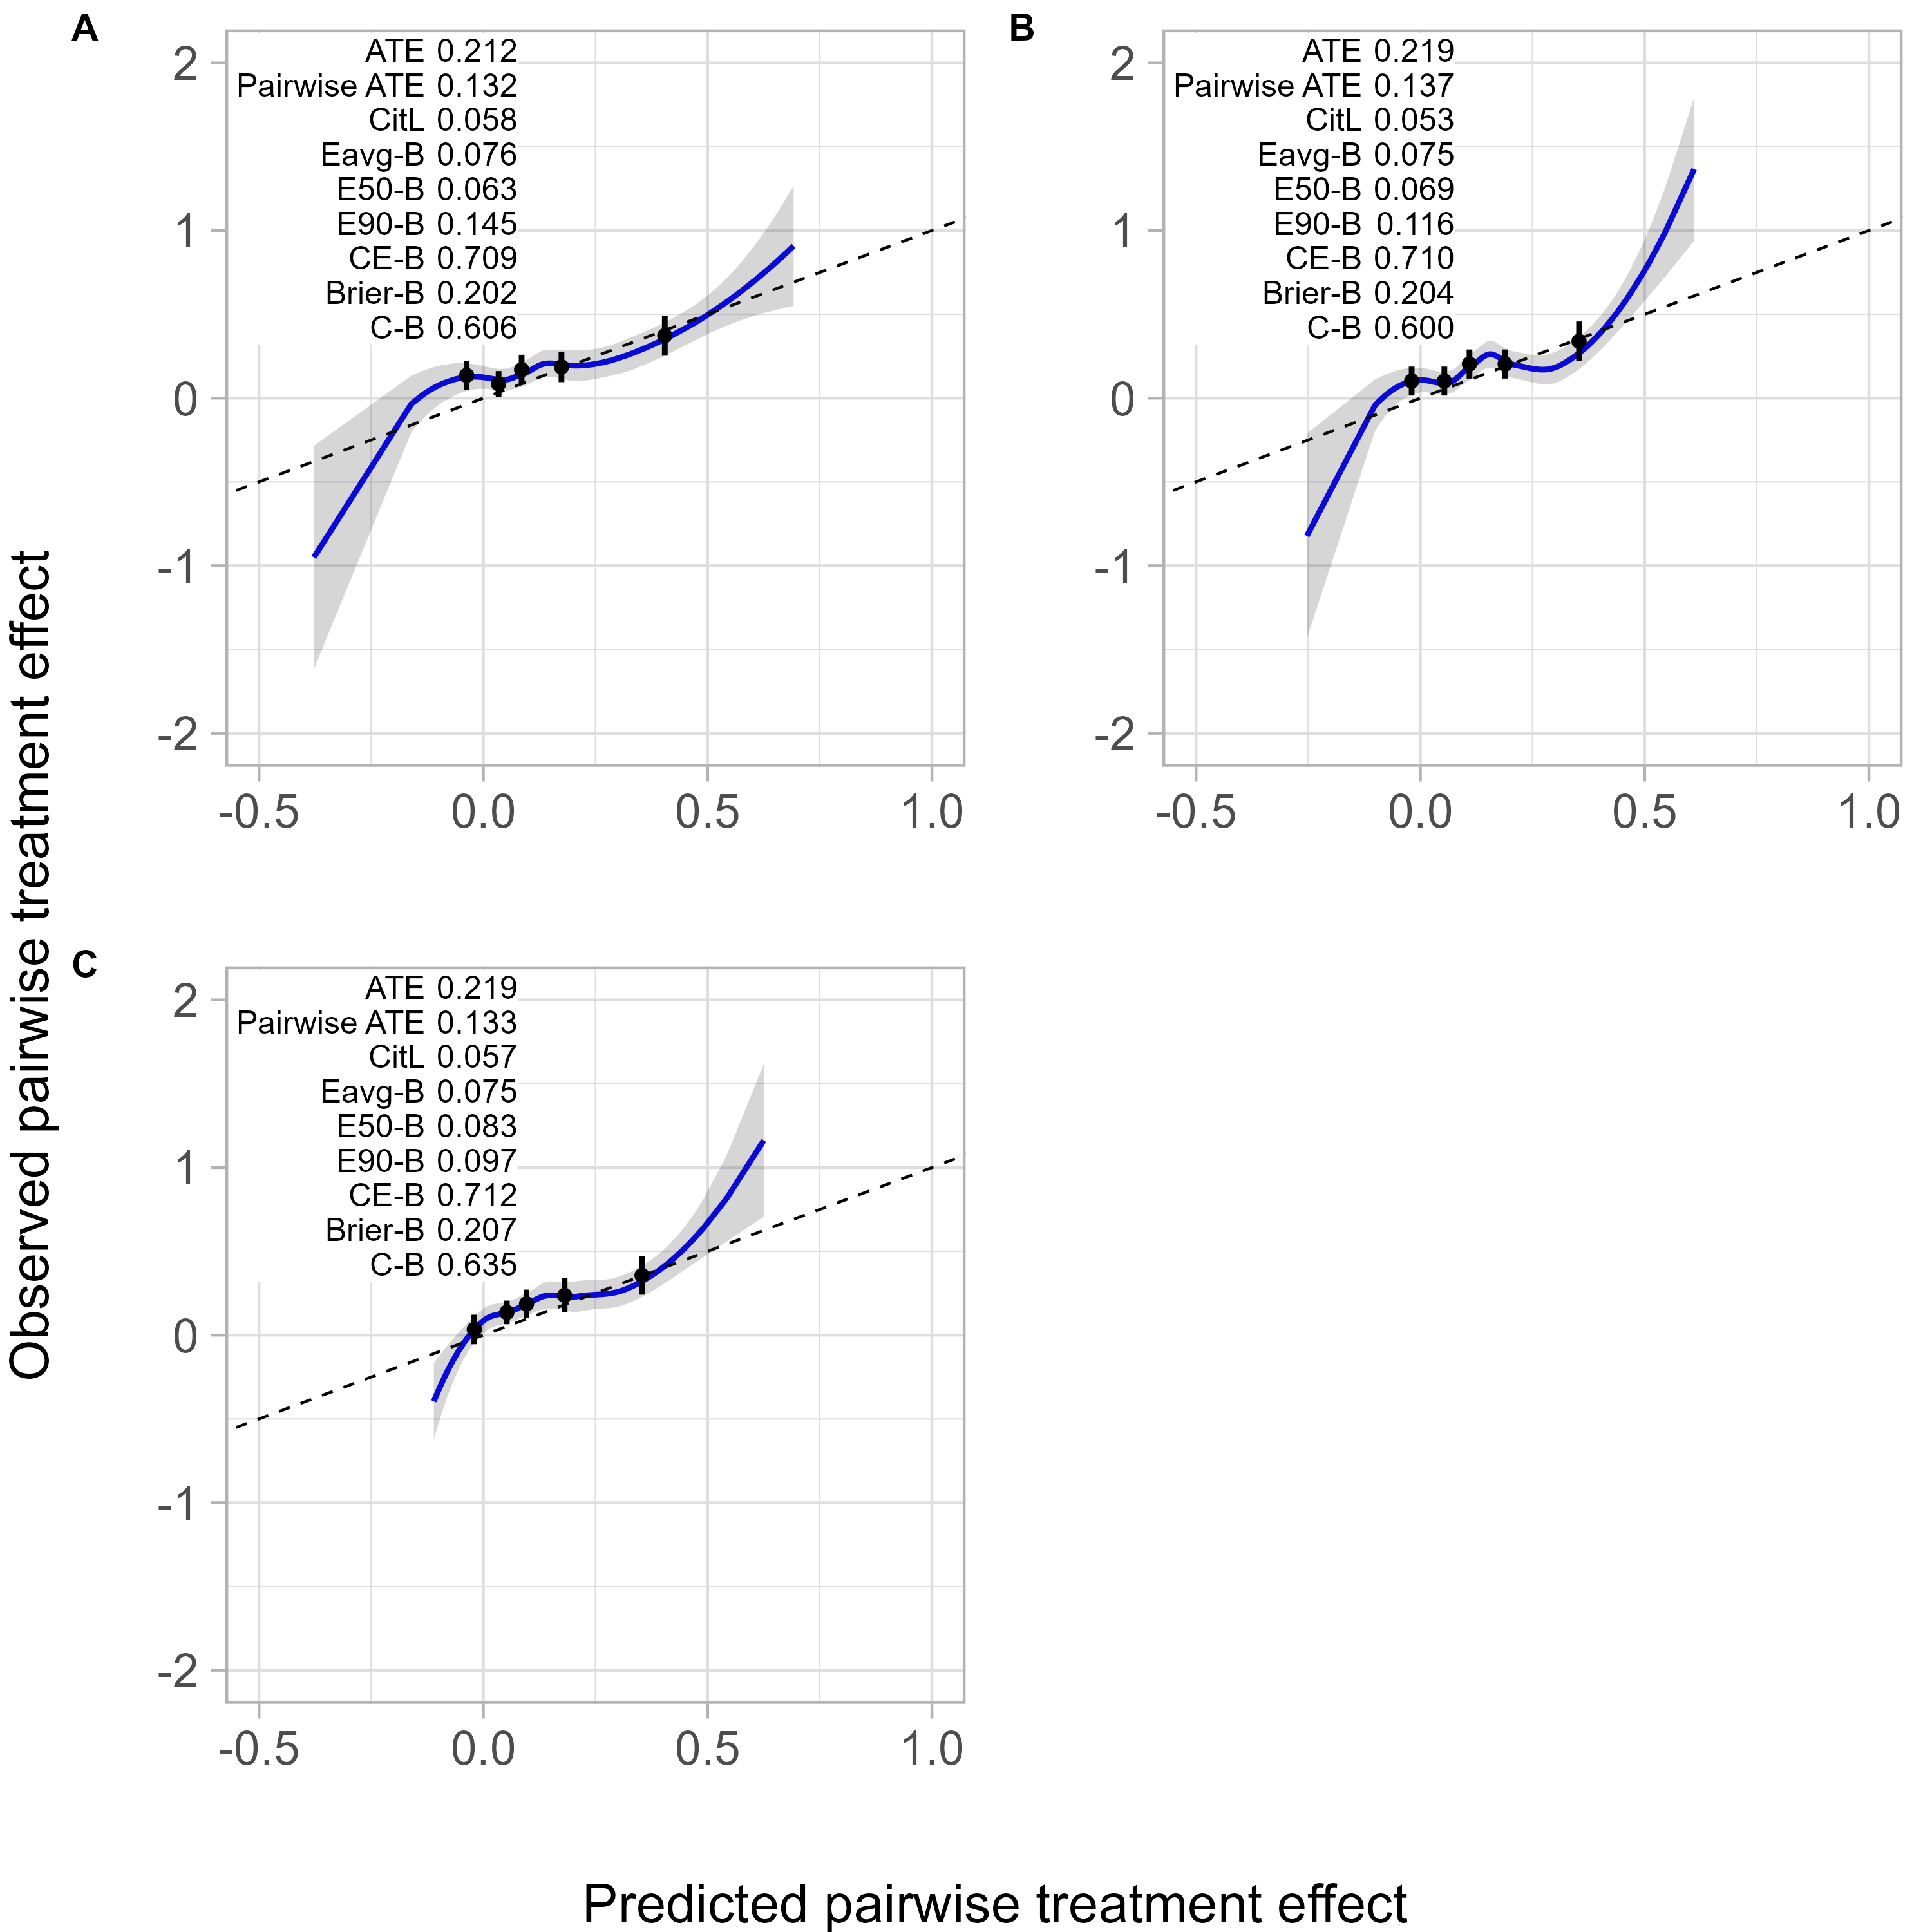 A
ATE 0.212
Pairwise ATE 0.132
CitL 0.058
Eavg-B 0.076
E50-B 0.063
E90-B 0.145
CE-B 0.709
Brier-B 0.202
C-B 0.606
2
1
0
-1
-2
-0.5 0.0 0.5 1.0
B
ATE 0.219
Pairwise ATE 0.137
CitL 0.053
Eavg-B 0.075
E50-B 0.069
E90-B 0.116
CE-B 0.710
Brier-B 0.204
C-B 0.600
2
1
0
-1
-2
-0.5 0.0 0.5 1.0
C
ATE 0.219
Pairwise ATE 0.133
CitL 0.057
Eavg-B 0.075
E50-B 0.083
E90-B 0.097
CE-B 0.712
Brier-B 0.207
C-B 0.635
2
1
0
-1
-2
-0.5 0.0 0.5 1.0
Observed pairwise treatment effect
Predicted pairwise treatment effect